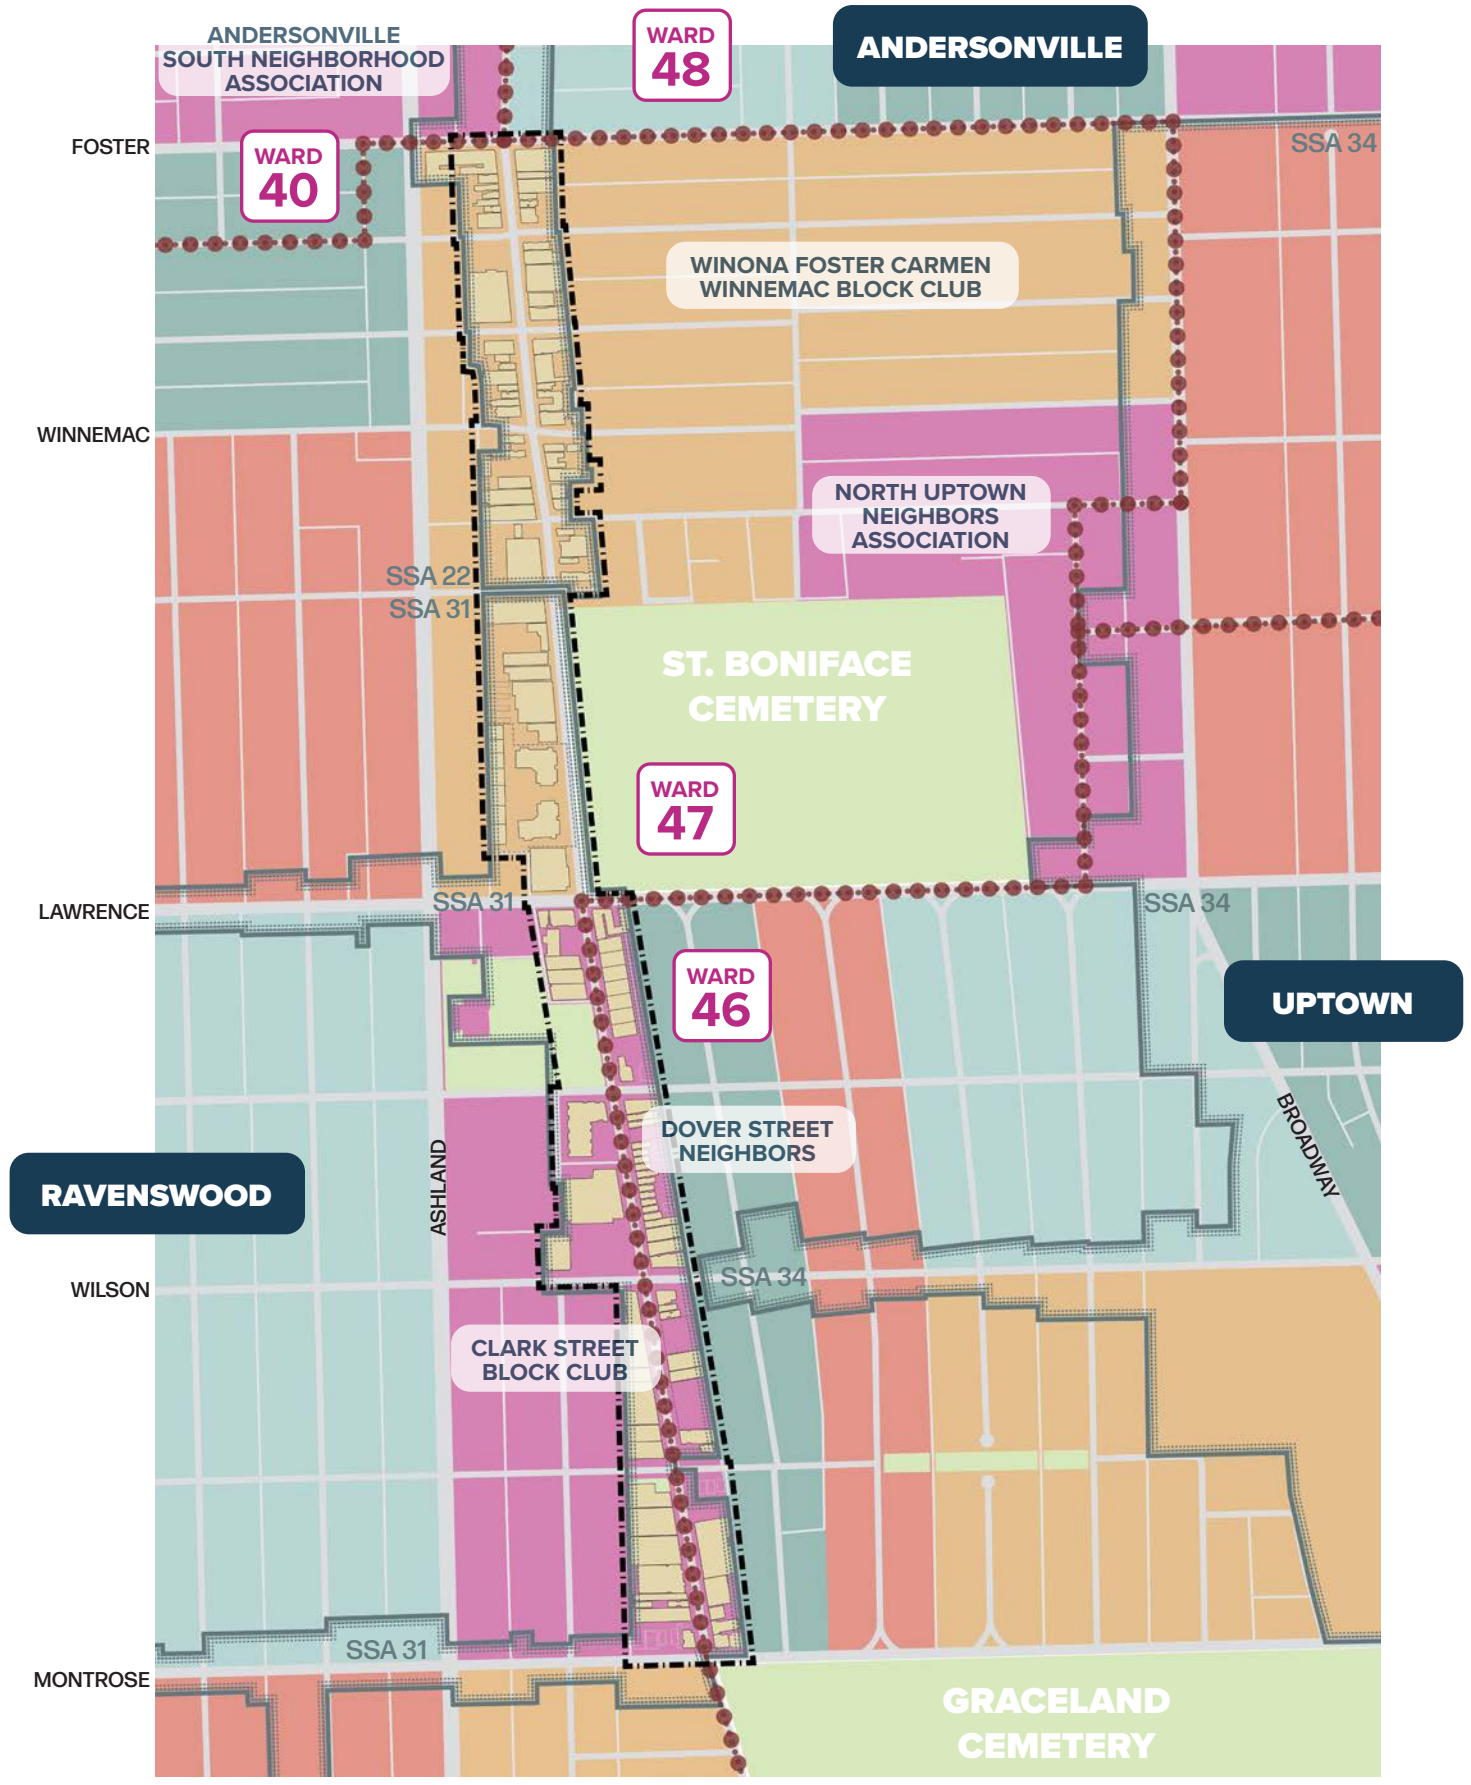 ANDERSONVILLE
SOUTH NEIGHBORHOOD
ASSOCIATION
WARD
48
ANDERSONVILLE
FOSTER
SSA 34
WARD
40
WINONA FOSTER CARMEN
WINNEMAC BLOCK CLUB
WINNEMAC
NORTH UPTOWN
NEIGHBORS
ASSOCIATION
SSA 22
SSA 31
ST. BONIFACE
CEMETERY
WARD
47
SSA 31
SSA 34
LAWRENCE
WARD
46
UPTOWN
DOVER STREET
NEIGHBORS
BROADWAY
RAVENSWOOD
ASHLAND
SSA 34
WILSON
CLARK STREET
BLOCK CLUB
SSA 31
MONTROSE
GRACELAND
CEMETERY